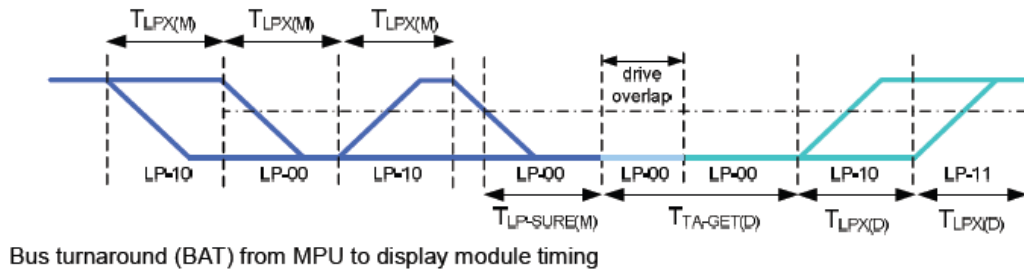 TLPX(M) TLPX(M) TLPX(M)
drive
overlap
LP-10 LP-00 LP-10 LP-00 LP-00 LP-00 LP-10 LP-11
TLP-SURE(M) TTA-GET(D) TLPX(D) TLPX(D)
Bus turnaround (BAT) from MPU to display module timing